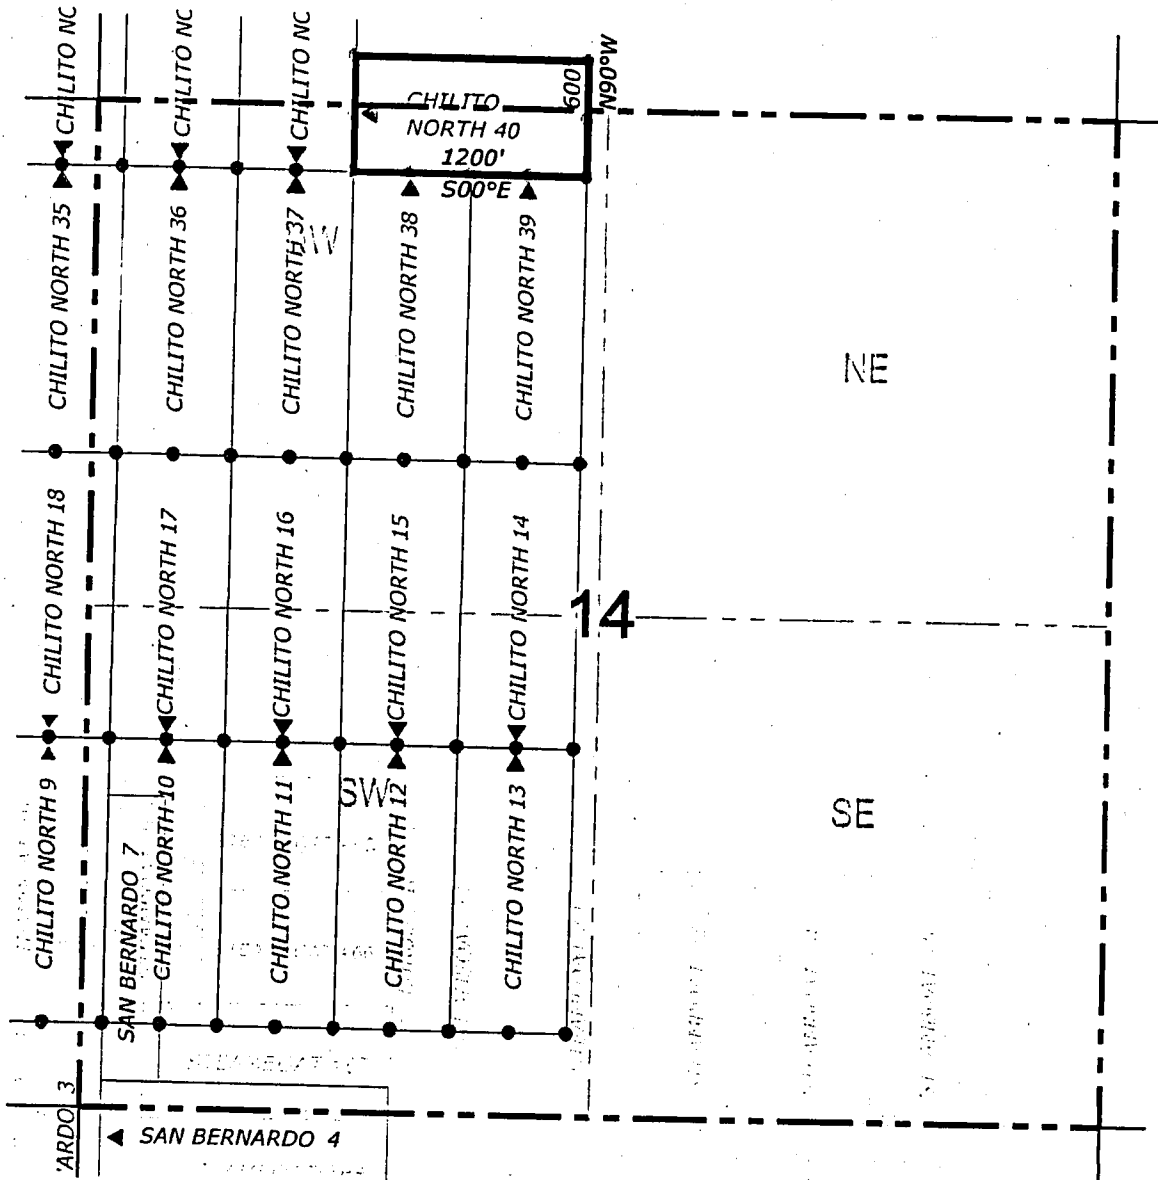 CHILITO NC
CHILITO NC
CHILITO NC
CHILITO
NORTH 40
1200'
S00°E
600'
N90°W
CHILITO NORTH 35
CHILITO NORTH 36
CHILITO NORTH 37
CHILITO NORTH 38
CHILITO NORTH 39
NE
CHILITO NORTH 18
CHILITO NORTH 17
CHILITO NORTH 16
CHILITO NORTH 15
CHILITO NORTH 14
14
CHILITO NORTH 9
CHILITO NORTH 10
CHILITO NORTH 11
SW
CHILITO NORTH 12
CHILITO NORTH 13
SE
SAN BERNARDO 7
'ARDO 3
SAN BERNARDO 4